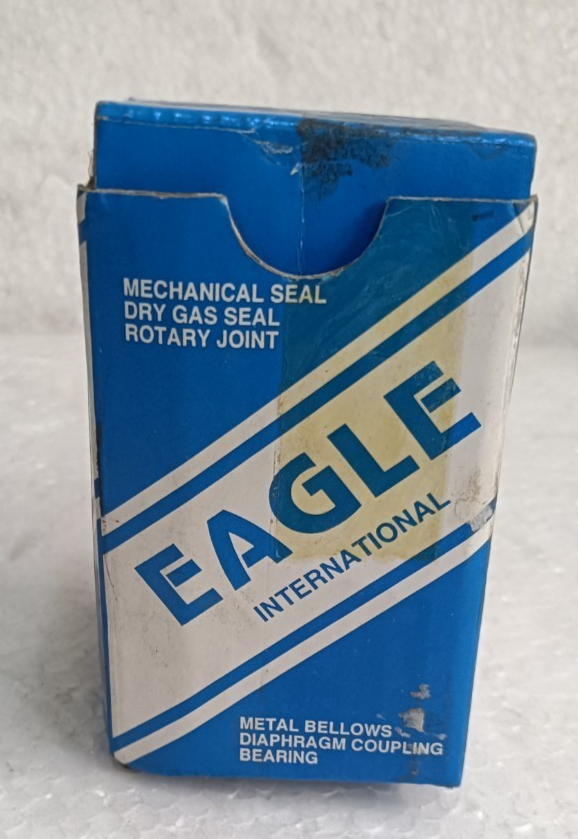 MECHANICAL SEAL
DRY GAS SEAL
ROTARY JOINT
EAGLE
INTERNATIONAL
METAL BELLOWS
DIAPHRAGM COUPLING
BEARING